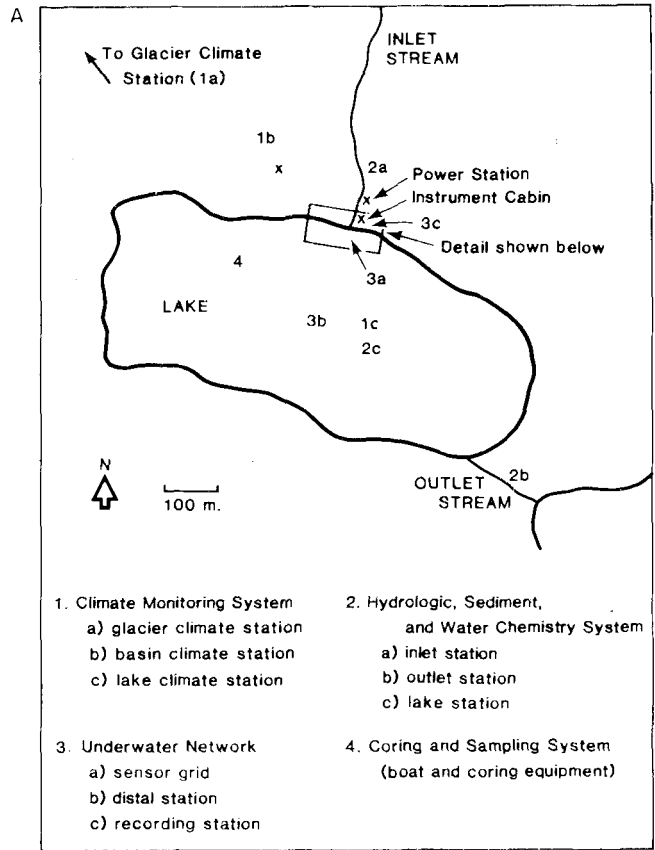 A
INLET
STREAM
To Glacier Climate
Station (1a)
1b
x
2a
Power Station
x
Instrument Cabin
x
3c
Detail shown below
3a
4
LAKE
3b
1c
2c
N
100 m.
OUTLET
STREAM
2b
1. Climate Monitoring System
a) glacier climate station
b) basin climate station
c) lake climate station
2. Hydrologic, Sediment,
and Water Chemistry System
a) inlet station
b) outlet station
c) lake station
3. Underwater Network
a) sensor grid
b) distal station
c) recording station
4. Coring and Sampling System
(boat and coring equipment)